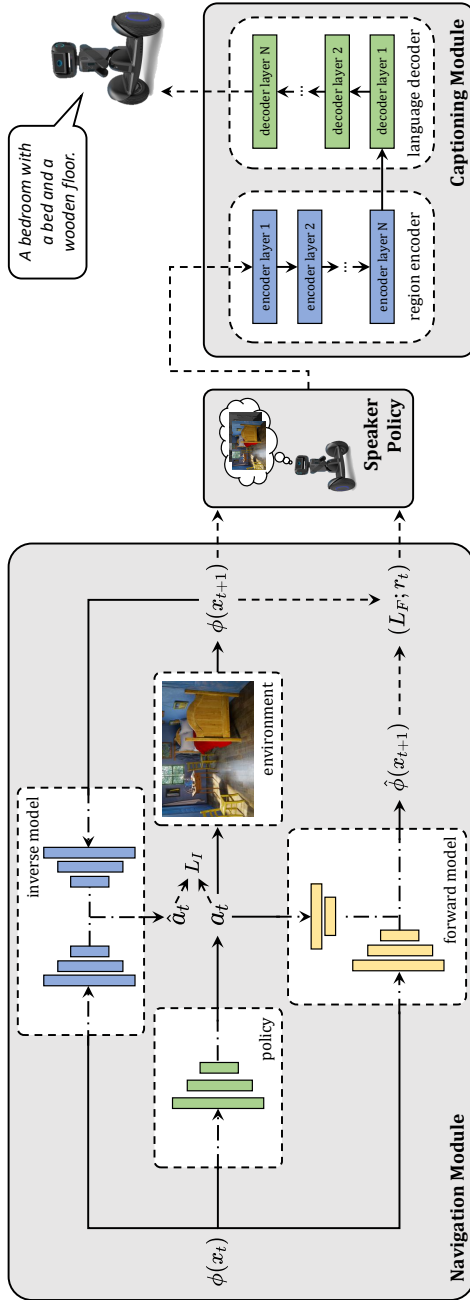 inverse model
ϕ(x_{t+1})
ϕ(x_t)
policy
â_t
L_I
a_t
environment
forward model
ϕ̂(x_{t+1})
(L_F; r_t)
Navigation Module
Speaker
Policy
A bedroom with
a bed and a
wooden floor.
encoder layer 1
encoder layer 2
...
encoder layer N
region encoder
decoder layer N
...
decoder layer 2
decoder layer 1
language decoder
Captioning Module